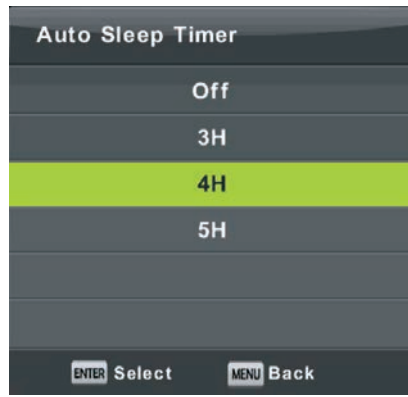 Auto Sleep Timer
Off
3H
4H
5H
ENTER Select MENU Back